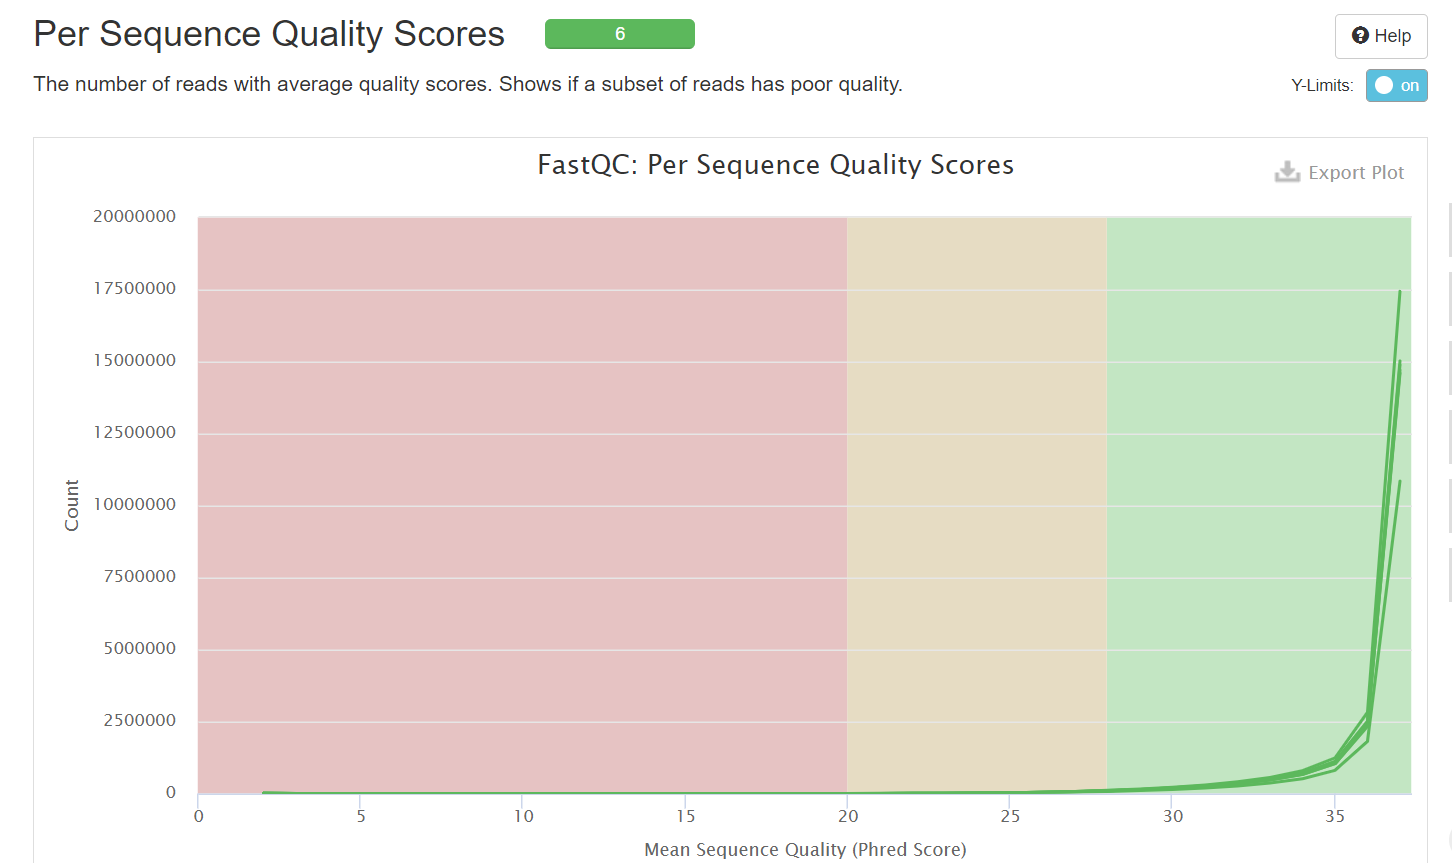 Per Sequence Quality Scores
6
Help
The number of reads with average quality scores. Shows if a subset of reads has poor quality.
Y-Limits:
on
FastQC: Per Sequence Quality Scores
Export Plot
20000000
17500000
15000000
12500000
10000000
7500000
5000000
2500000
0
Count
0 5 10 15 20 25 30 35
Mean Sequence Quality (Phred Score)